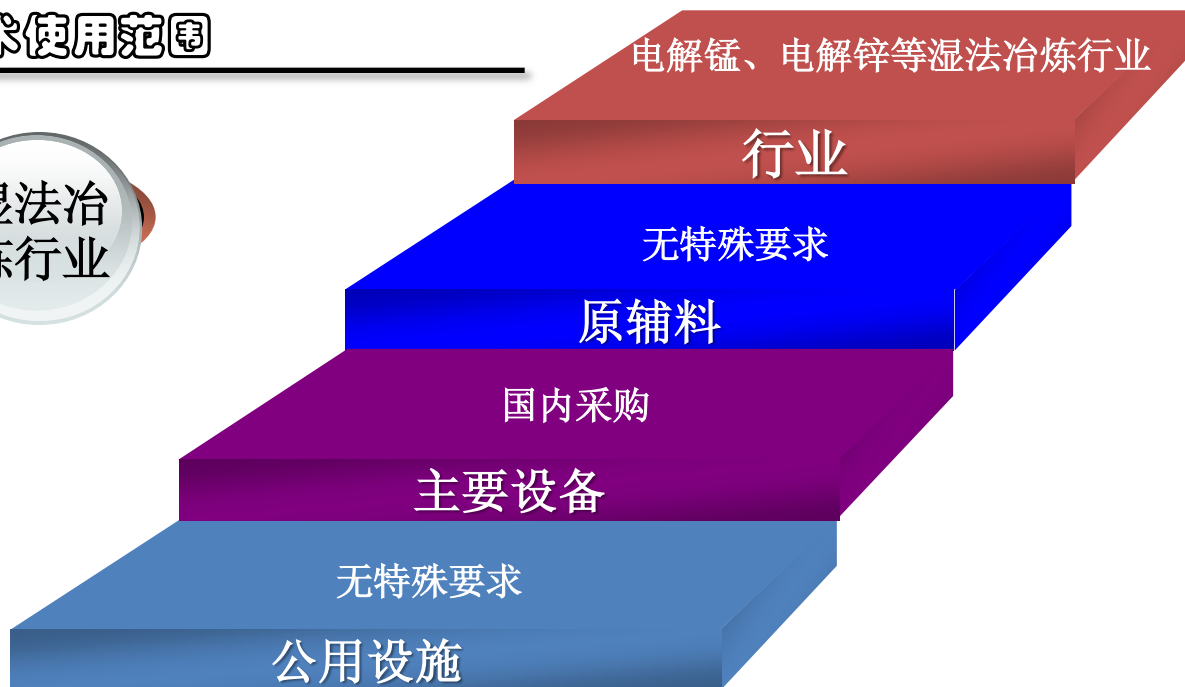 术使用范围
电解锰、电解锌等湿法冶炼行业
行业
湿法冶
炼行业
无特殊要求
原辅料
国内采购
主要设备
无特殊要求
公用设施